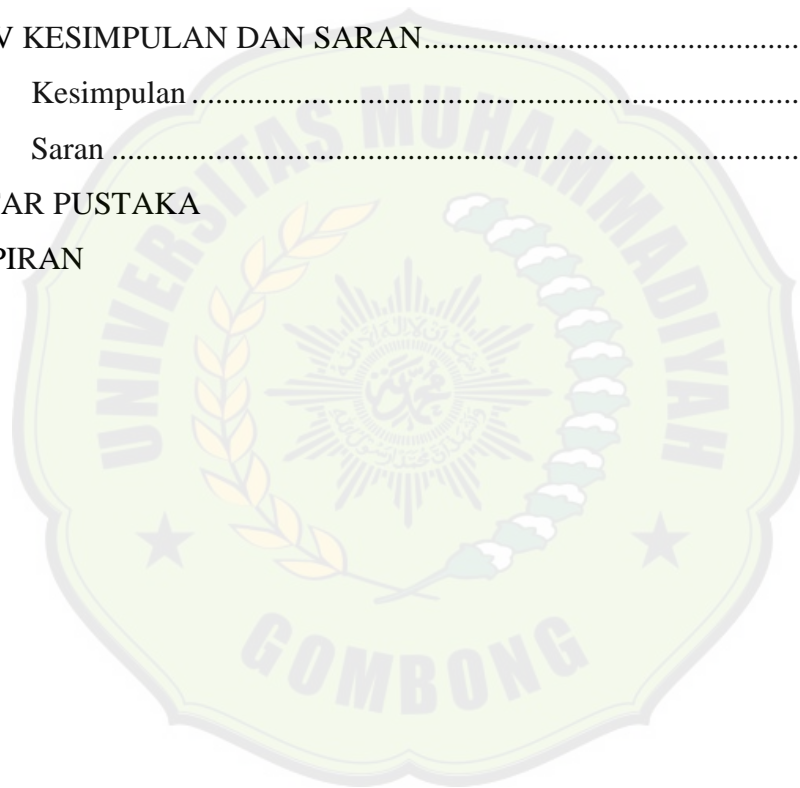 V KESIMPULAN DAN SARAN................................................
Kesimpulan ............................................................................
Saran ......................................................................................
AR PUSTAKA
PIRAN
UNIVERSITAS MUHAMMADIYAH
GOMBONG